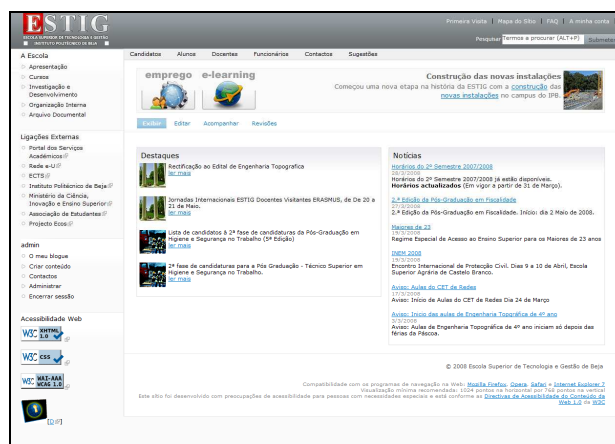 ESTIG
ESCOLA SUPERIOR DE TECNOLOGIA E GESTÃO
INSTITUTO POLITÉCNICO DE BEJA
Primeira Visita | Mapa do Sítio | FAQ | A minha conta
Pesquisar Termos a procurar (ALT+P) Submeter
Candidatos Alunos Docentes Funcionários Contactos Sugestões
A Escola
Apresentação
Cursos
Investigação e
Desenvolvimento
Organização Interna
Arquivo Documental
Ligações Externas
Portal dos Serviços
Académicos
Rede e-U
ECTS
Instituto Politécnico de Beja
Ministério da Ciência,
Inovação e Ensino Superior
Associação de Estudantes
Projecto Ecos
admin
O meu blogue
Criar conteúdo
Contactos
Administrar
Encerrar sessão
Acessibilidade Web
W3C XHTML 1.0
W3C CSS
W3C WAI-AAA WCAG 1.0
[D]
emprego e-learning
Construção das novas instalações
Começou uma nova etapa na história da ESTIG com a construção das
novas instalações no campus do IPB.
Exibir Editar Acompanhar Revisões
Destaques
Rectificação ao Edital de Engenharia Topografica
ler mais
Jornadas Internacionais ESTIG Docentes Visitantes ERASMUS, de De 20 a
21 de Maio.
ler mais
Lista de candidatos á 2ª fase de candidaturas da Pós-Graduação em
Higiene e Segurança no Trabalho (5ª Edição)
ler mais
2ª fase de candidaturas para a Pós Graduação - Técnico Superior em
Higiene e Segurança no Trabalho.
ler mais
Notícias
Horários do 2º Semestre 2007/2008
28/3/2008
Horários do 2º Semestre 2007/2008 já estão disponíveis.
Horários actualizados (Em vigor a partir de 31 de Março).
2.ª Edição da Pós-Graduação em Fiscalidade
27/3/2008
2.ª Edição da Pós-Graduação em Fiscalidade. Início: dia 2 Maio de 2008.
Maiores de 23
19/3/2008
Regime Especial de Acesso ao Ensino Superior para os Maiores de 23 anos
INEM 2008
19/3/2008
Encontro Internacional de Protecção Civil. Dias 9 a 10 de Abril, Escola
Superior Agrária de Castelo Branco.
Aviso: Aulas do CET de Redes
17/3/2008
Aviso: Início de Aulas do CET de Redes Dia 24 de Março
Aviso: Inicio das aulas de Engenharia Topográfica de 4º ano
3/3/2008
Aviso: Aulas de Engenharia Topográfica de 4º ano iniciam só depois das
férias da Páscoa.
© 2008 Escola Superior de Tecnologia e Gestão de Beja
Compatibilidade com os programas de navegação na Web: Mozilla Firefox, Opera, Safari e Internet Explorer 7
Visualização mínima recomendada: 1024 pontos na horizontal por 768 pontos na vertical
Este sítio foi desenvolvido com preocupações de acessibilidade para pessoas com necessidades especiais e está conforme as Directivas de Acessibilidade do Conteúdo da
Web 1.0 da W3C